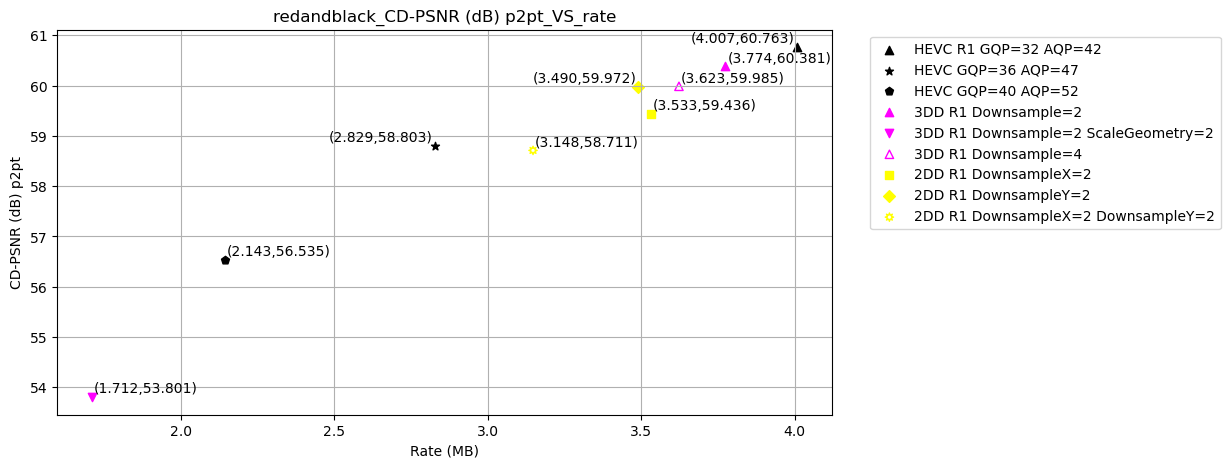 redandblack_CD-PSNR (dB) p2pt_VS_rate
61
60
59
58
57
56
55
54
CD-PSNR (dB) p2pt
(4.007,60.763)
(3.774,60.381)
(3.490,59.972)
(3.623,59.985)
(3.533,59.436)
(2.829,58.803)
(3.148,58.711)
(2.143,56.535)
(1.712,53.801)
2.0
2.5
3.0
3.5
4.0
Rate (MB)
HEVC R1 GQP=32 AQP=42
HEVC GQP=36 AQP=47
HEVC GQP=40 AQP=52
3DD R1 Downsample=2
3DD R1 Downsample=2 ScaleGeometry=2
3DD R1 Downsample=4
2DD R1 DownsampleX=2
2DD R1 DownsampleY=2
2DD R1 DownsampleX=2 DownsampleY=2